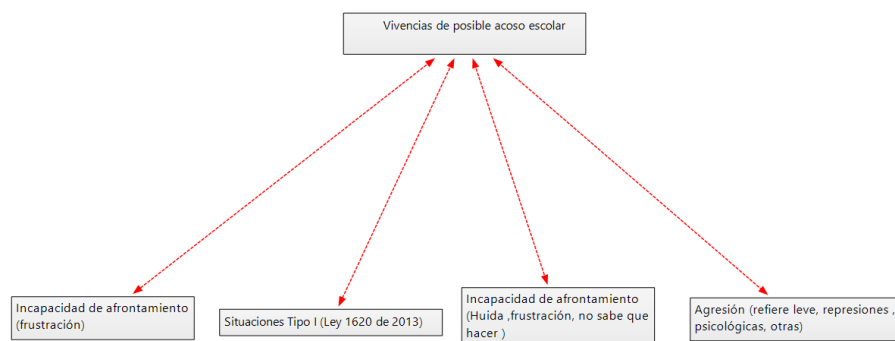 Vivencias de posible acoso escolar
Incapacidad de afrontamiento
(frustración)
Situaciones Tipo I (Ley 1620 de 2013)
Incapacidad de afrontamiento
(Huida ,frustración, no sabe que
hacer )
Agresión (refiere leve, represiones ,
psicológicas, otras)